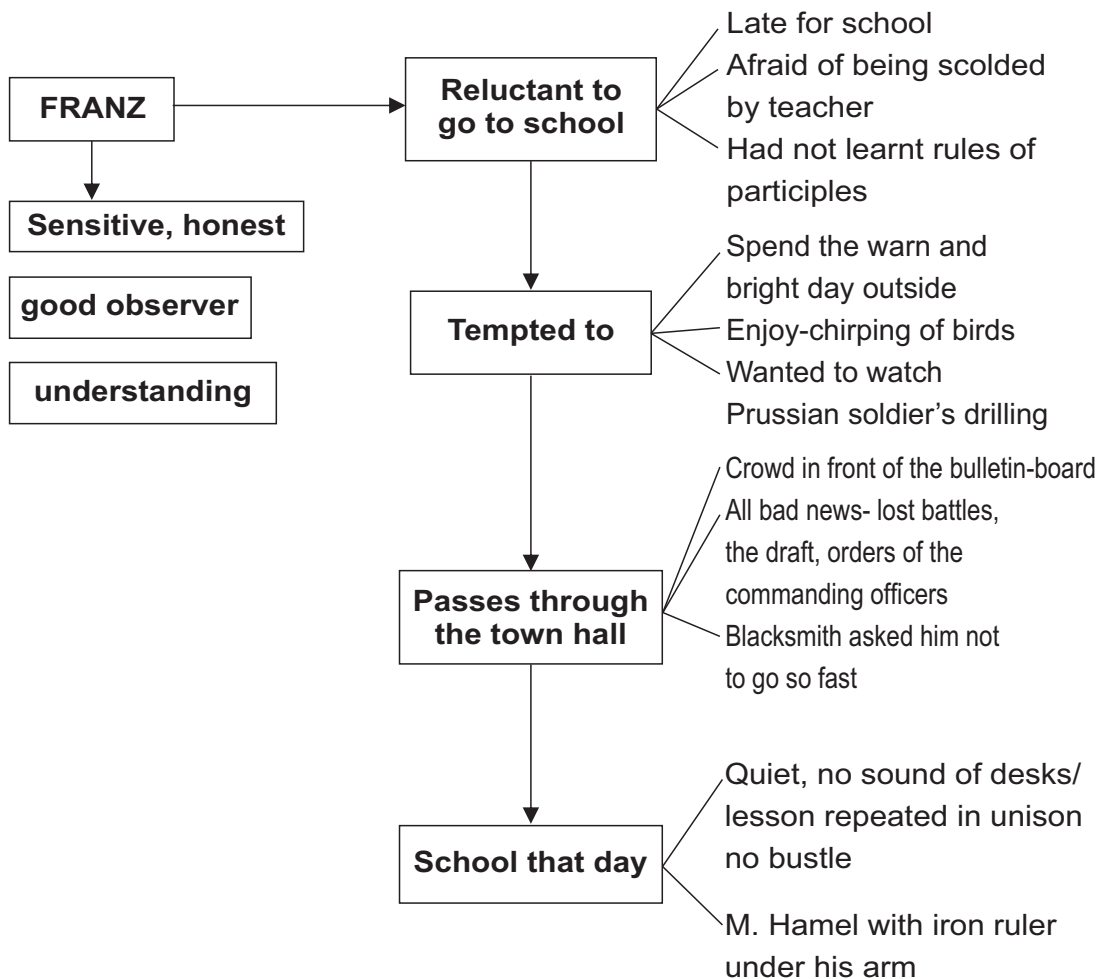 FRANZ
Sensitive, honest
good observer
understanding
Reluctant to
go to school
Late for school
Afraid of being scolded
by teacher
Had not learnt rules of
participles
Tempted to
Spend the warn and
bright day outside
Enjoy-chirping of birds
Wanted to watch
Prussian soldier's drilling
Passes through
the town hall
Crowd in front of the bulletin-board
All bad news- lost battles,
the draft, orders of the
commanding officers
Blacksmith asked him not
to go so fast
School that day
Quiet, no sound of desks/
lesson repeated in unison
no bustle
M. Hamel with iron ruler
under his arm